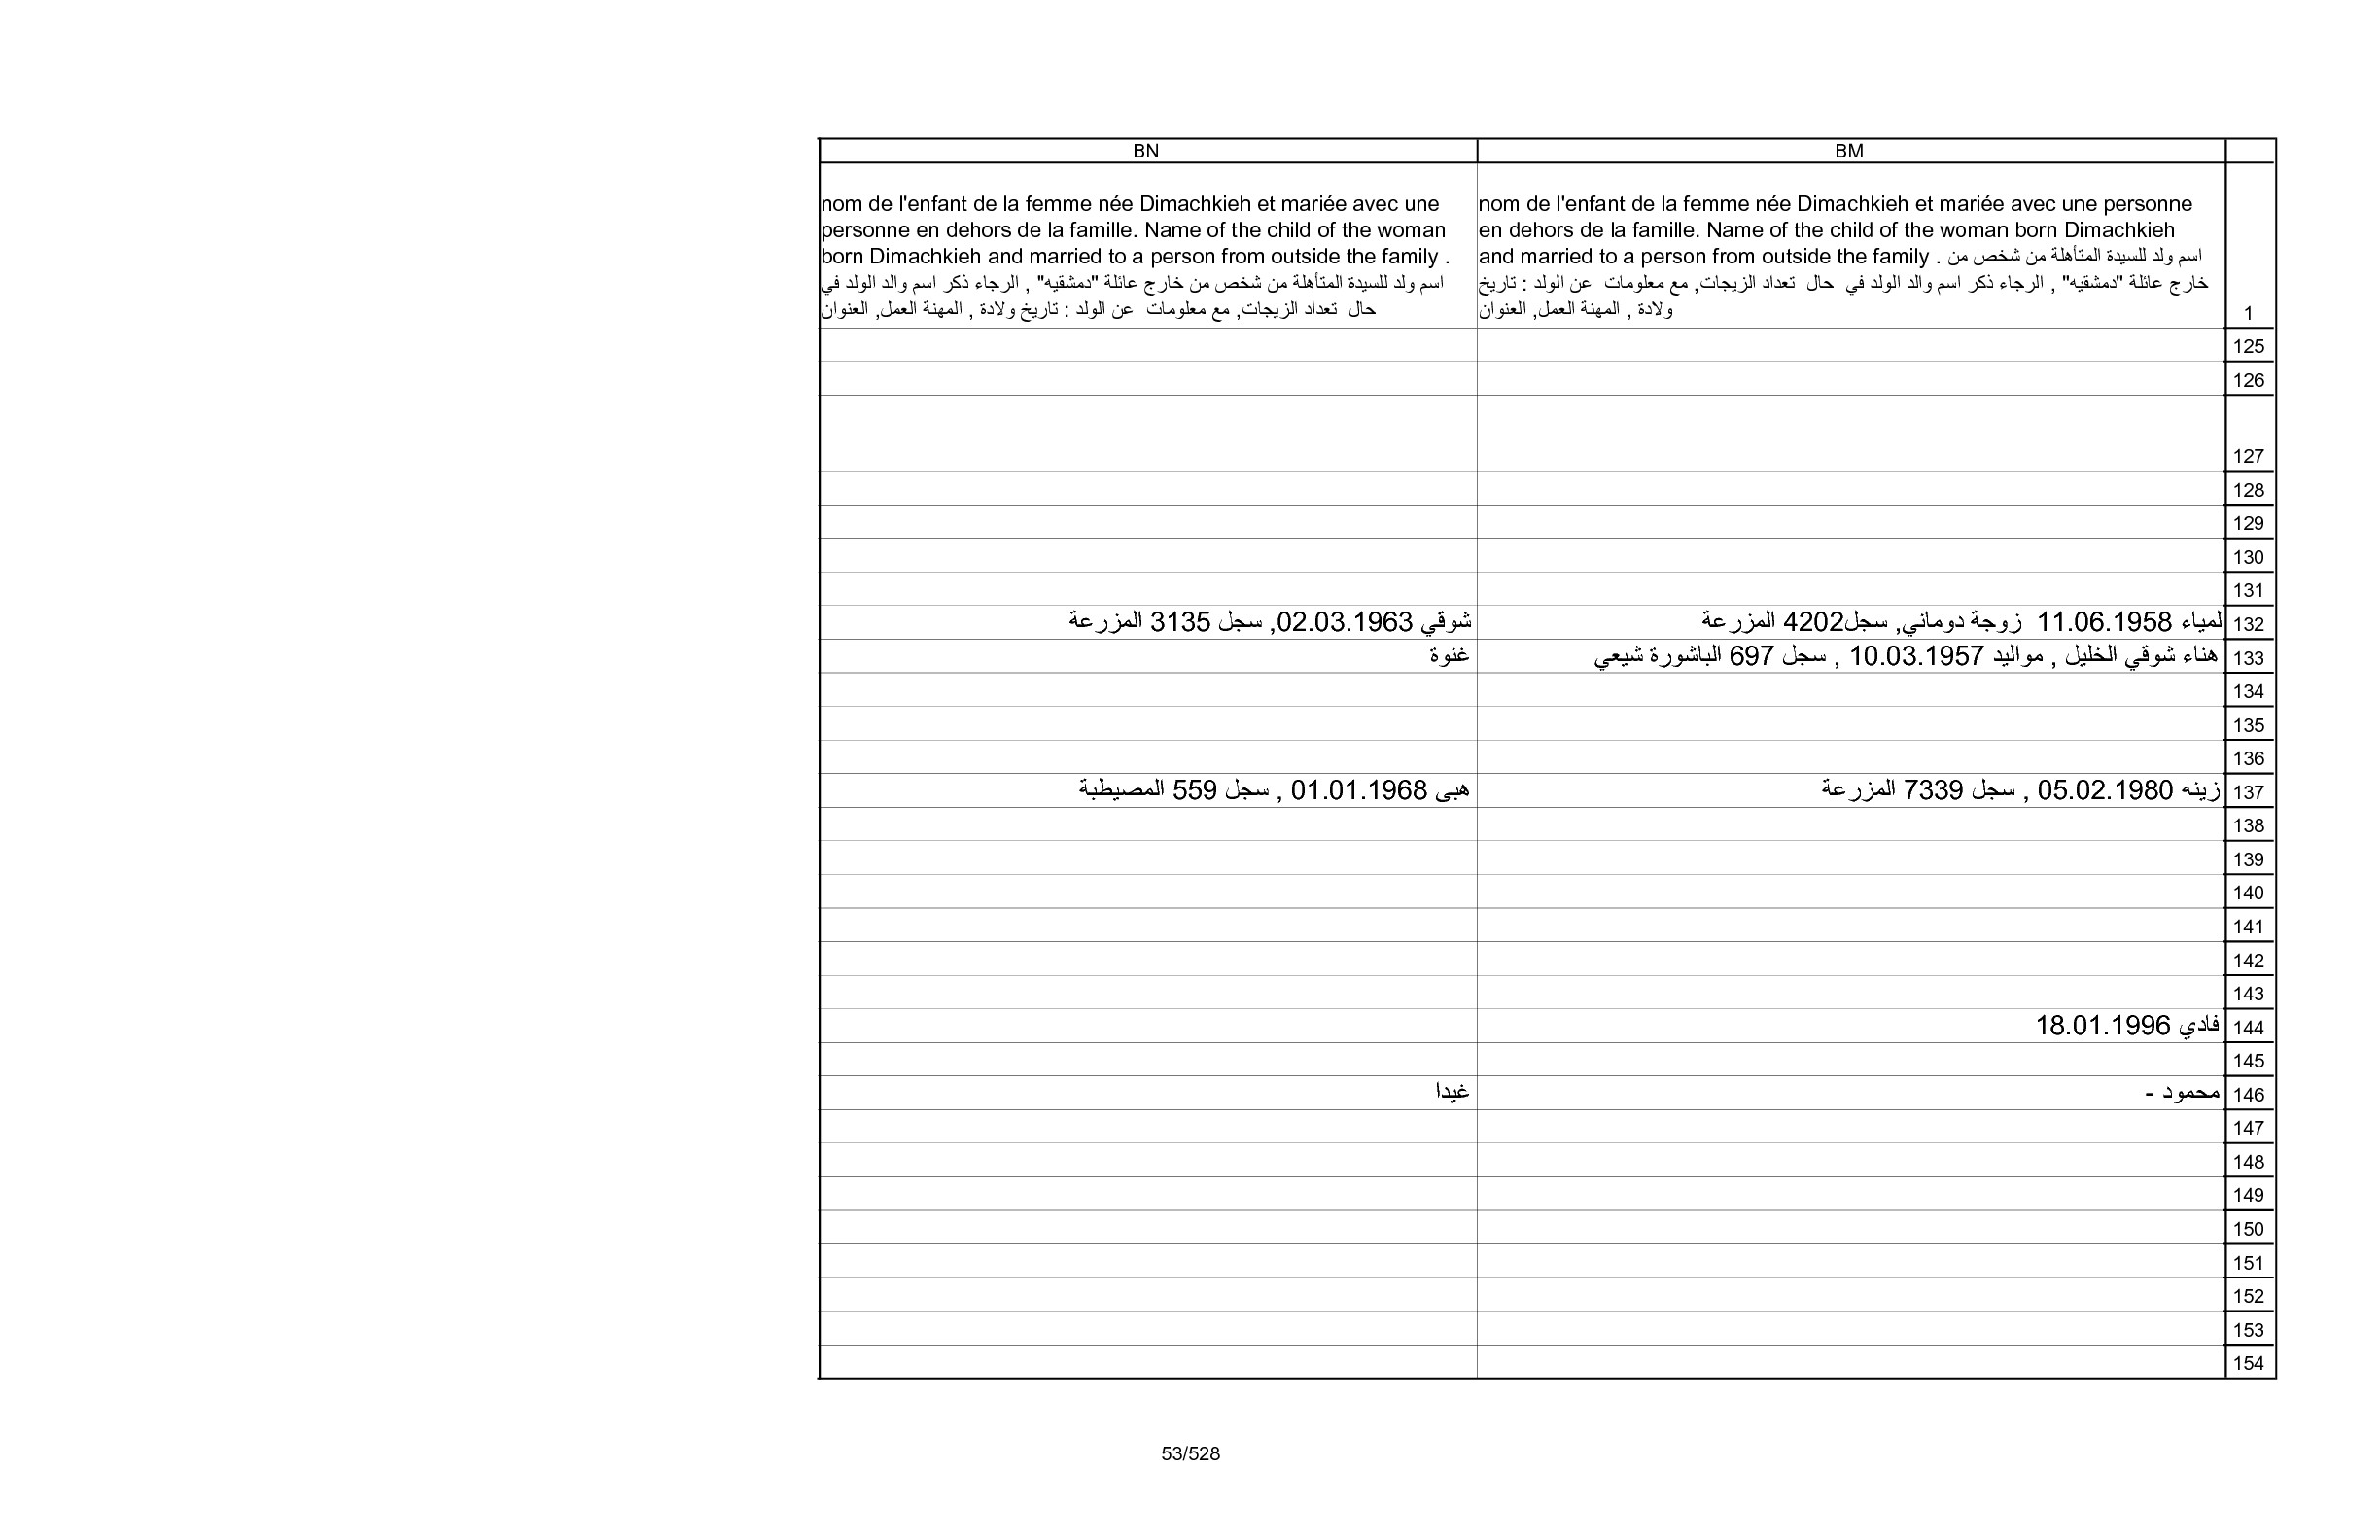 BN	BM
nom de l'enfant de la femme née Dimachkieh et mariée avec une
personne en dehors de la famille. Name of the child of the woman
born Dimachkieh and married to a person from outside the family .
اسم ولد للسيدة المتأهلة من شخص من خارج عائلة "دمشقيه" , الرجاء ذكر اسم والد الولد في
حال  تعداد الزيجات, مع معلومات  عن الولد : تاريخ ولادة , المهنة العمل, العنوان
nom de l'enfant de la femme née Dimachkieh et mariée avec une personne
en dehors de la famille. Name of the child of the woman born Dimachkieh
and married to a person from outside the family . اسم ولد للسيدة المتأهلة من شخص من
خارج عائلة "دمشقيه" , الرجاء ذكر اسم والد الولد في  حال  تعداد الزيجات, مع معلومات  عن الولد : تاريخ
ولادة , المهنة العمل, العنوان
1
125
126
127
128
129
130
131
132	لمياء 11.06.1958  زوجة دوماني, سجل4202 المزرعة	شوقي 02.03.1963, سجل 3135 المزرعة
133	هناء شوقي الخليل , مواليد 10.03.1957 , سجل 697 الباشورة شيعي	غنوة
134
135
136
137	زينه 05.02.1980 , سجل 7339 المزرعة	هبى 01.01.1968 , سجل 559 المصيطبة
138
139
140
141
142
143
144	فادي 18.01.1996
145
146	محمود -	غيدا
147
148
149
150
151
152
153
154
53/528